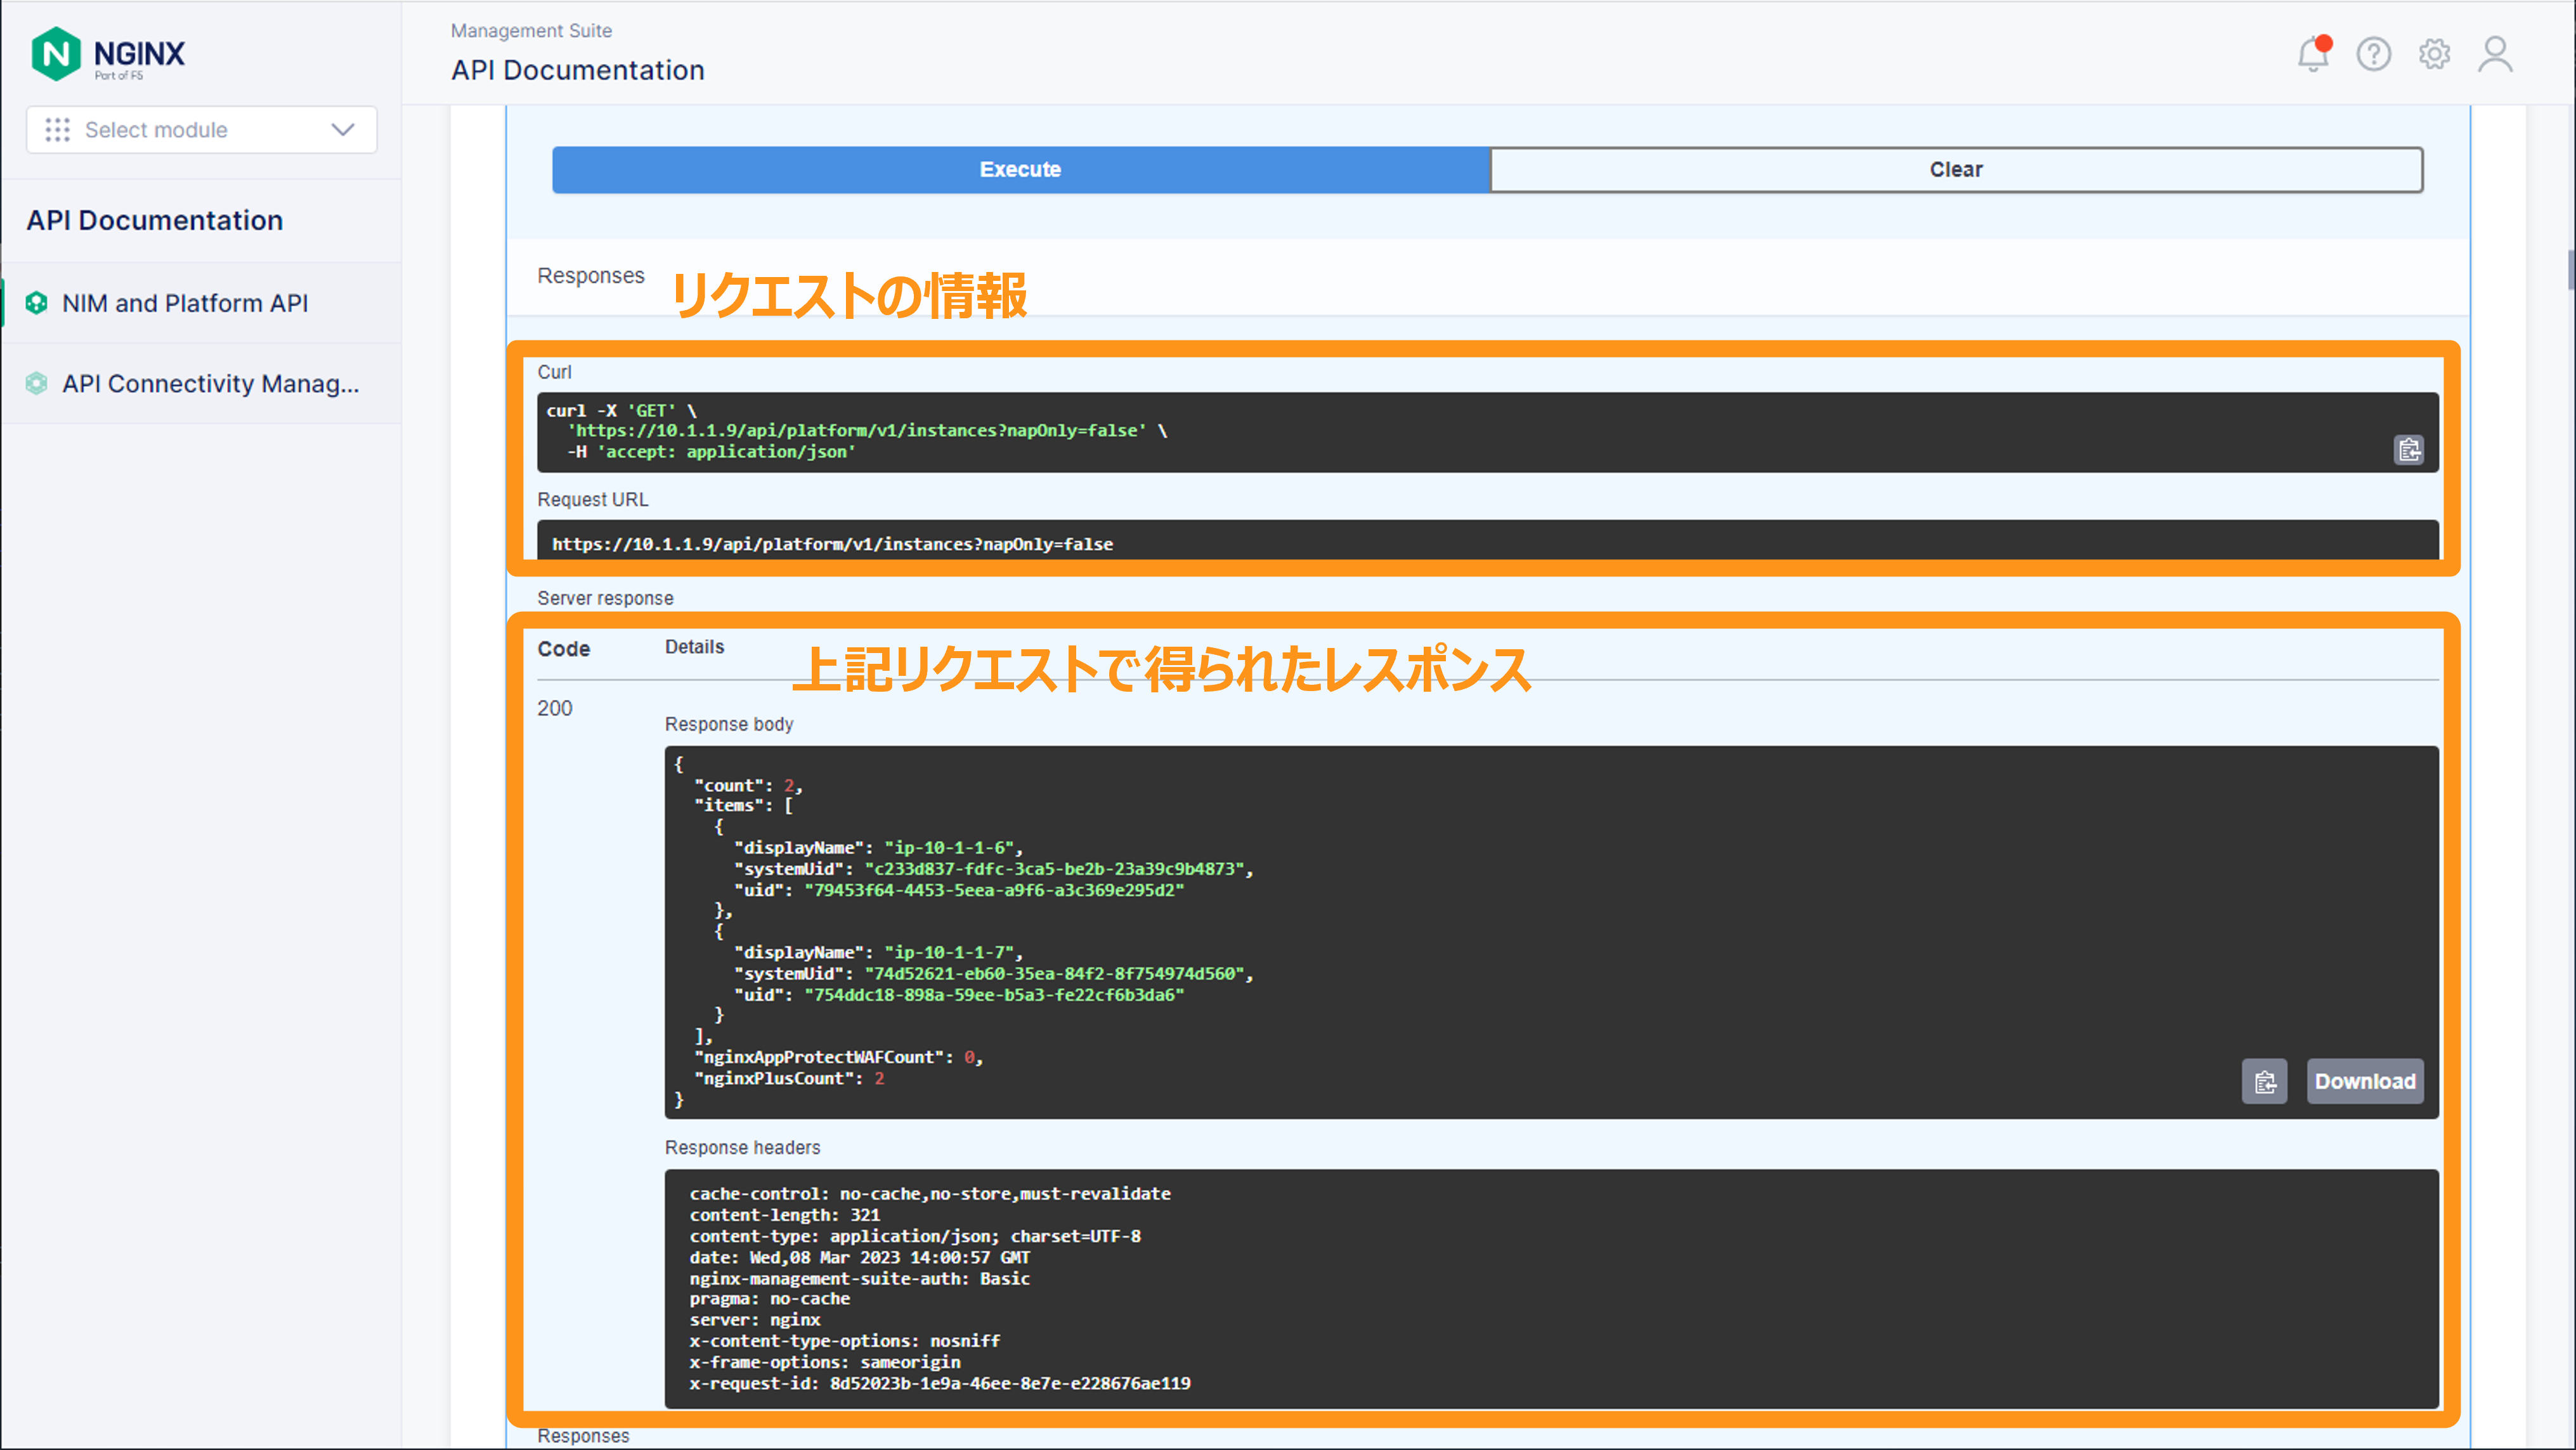 NGINX
Part of F5
Select module
API Documentation
NIM and Platform API
API Connectivity Manag...
Management Suite
API Documentation
Execute
Clear
Responses
リクエストの情報
Curl
curl -X 'GET' \
'https://10.1.1.9/api/platform/v1/instances?napOnly=false' \
-H 'accept: application/json'
Request URL
https://10.1.1.9/api/platform/v1/instances?napOnly=false
Server response
Code Details
上記リクエストで得られたレスポンス
200
Response body
{
"count": 2,
"items": [
{
"displayName": "ip-10-1-1-6",
"systemUid": "c233d837-fdfc-3ca5-be2b-23a39c9b4873",
"uid": "79453f64-4453-5eea-a9f6-a3c369e295d2"
},
{
"displayName": "ip-10-1-1-7",
"systemUid": "74d52621-eb60-35ea-84f2-8f754974d560",
"uid": "754ddc18-898a-59ee-b5a3-fe22cf6b3da6"
}
],
"nginxAppProtectWAFCount": 0,
"nginxPlusCount": 2
}
Download
Response headers
cache-control: no-cache,no-store,must-revalidate
content-length: 321
content-type: application/json; charset=UTF-8
date: Wed,08 Mar 2023 14:00:57 GMT
nginx-management-suite-auth: Basic
pragma: no-cache
server: nginx
x-content-type-options: nosniff
x-frame-options: sameorigin
x-request-id: 8d52023b-1e9a-46ee-8e7e-e228676ae119
Responses